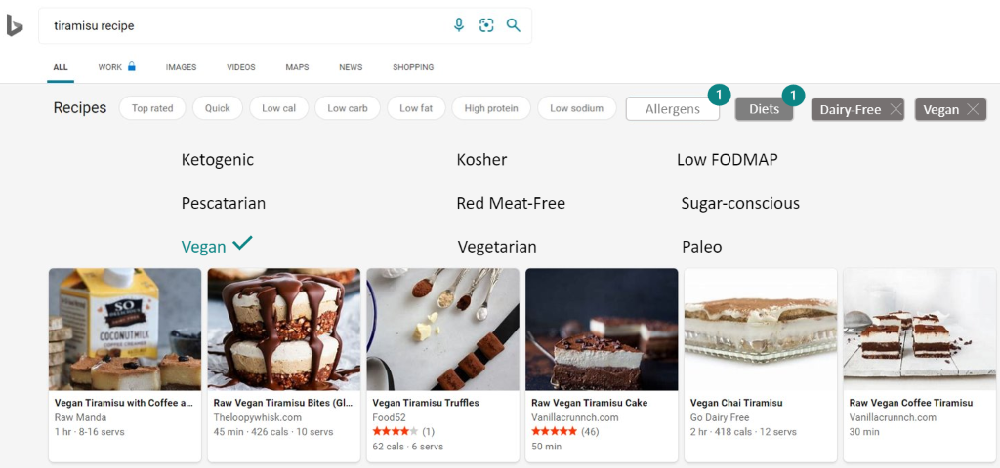 tiramisu recipe
ALL WORK IMAGES VIDEOS MAPS NEWS SHOPPING
Recipes Top rated Quick Low cal Low carb Low fat High protein Low sodium Allergens 1 Diets 1 Dairy-Free Vegan
Ketogenic Kosher Low FODMAP
Pescatarian Red Meat-Free Sugar-conscious
Vegan Vegetarian Paleo
SO
DELICIOUS
DAIRY FREE
COCONUTMILK
COFFEE CREAMER
Vegan Tiramisu with Coffee a...
Raw Manda
1 hr · 8-16 servs
Raw Vegan Tiramisu Bites (Gl...
Theloopywhisk.com
45 min · 426 cals · 10 servs
Vegan Tiramisu Truffles
Food52
(1)
62 cals · 6 servs
Raw Vegan Tiramisu Cake
Vanillacrunnch.com
(46)
50 min
Vegan Chai Tiramisu
Go Dairy Free
2 hr · 418 cals · 12 servs
Raw Vegan Coffee Tiramisu
Vanillacrunnch.com
30 min